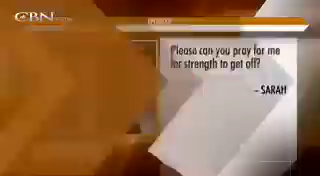 CBN
Please can you pray for me
for strength to get off?
- SARAH